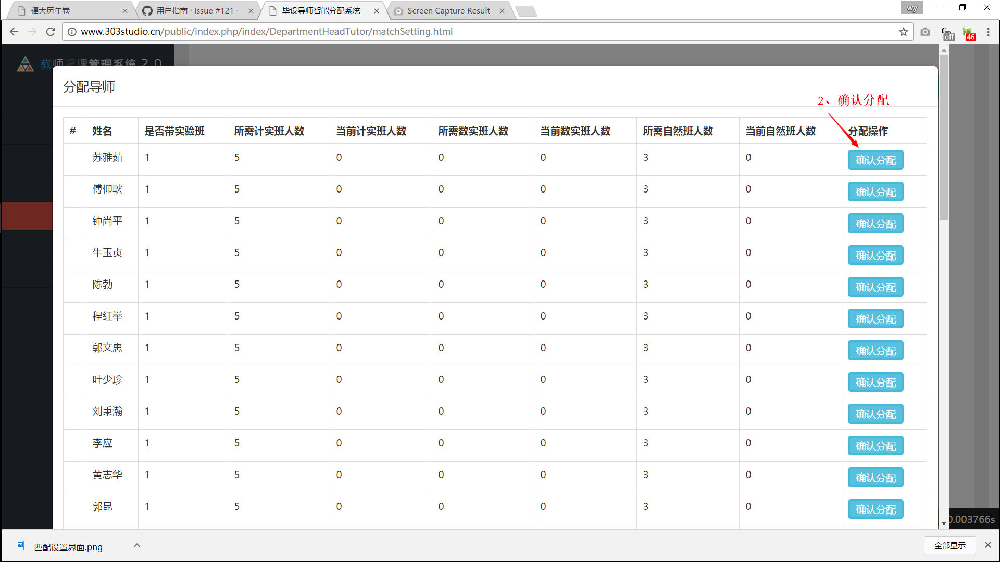 福大历年卷 用户指南 · Issue #121 · 毕设导师智能分配系统 Screen Capture Result wy
www.303studio.cn/public/index.php/index/DepartmentHeadTutor/matchSetting.html off 46
教师报课管理系统 2.0
分配导师
2、确认分配
# 姓名 是否带实验班 所需计实班人数 当前计实班人数 所需数实班人数 当前数实班人数 所需自然班人数 当前自然班人数 分配操作
苏雅茹 1 5 0 0 0 3 0 确认分配
傅仰耿 1 5 0 0 0 3 0 确认分配
钟尚平 1 5 0 0 0 3 0 确认分配
牛玉贞 1 5 0 0 0 3 0 确认分配
陈勃 1 5 0 0 0 3 0 确认分配
程红举 1 5 0 0 0 3 0 确认分配
郭文忠 1 5 0 0 0 3 0 确认分配
叶少珍 1 5 0 0 0 3 0 确认分配
刘秉瀚 1 5 0 0 0 3 0 确认分配
李应 1 5 0 0 0 3 0 确认分配
黄志华 1 5 0 0 0 3 0 确认分配
郭昆 1 5 0 0 0 3 0 确认分配
0.003766s
匹配设置界面.png 全部显示